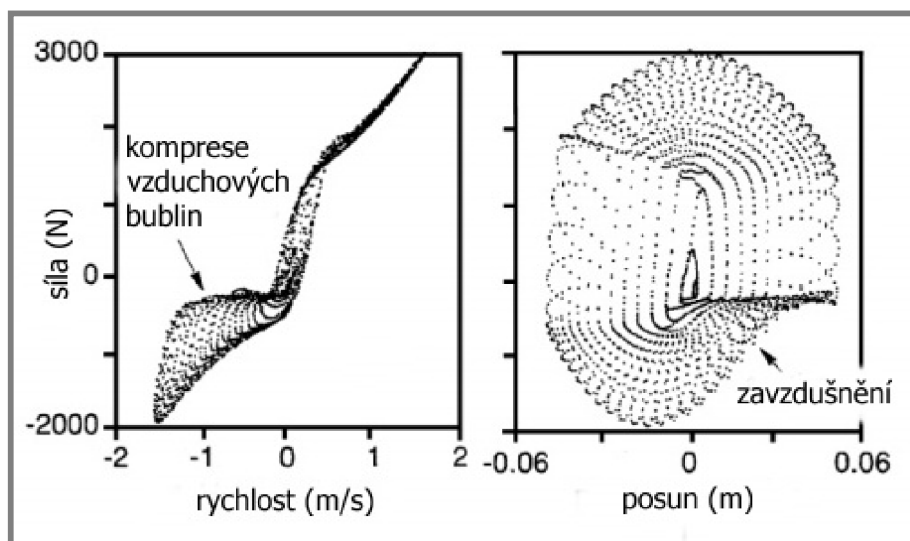 3000
komprese
vzduchových
bublin
síla (N)
0
-2000
-2
-1
0
1
2
rychlost (m/s)
zavzdušnění
-0.06
0
0.06
posun (m)